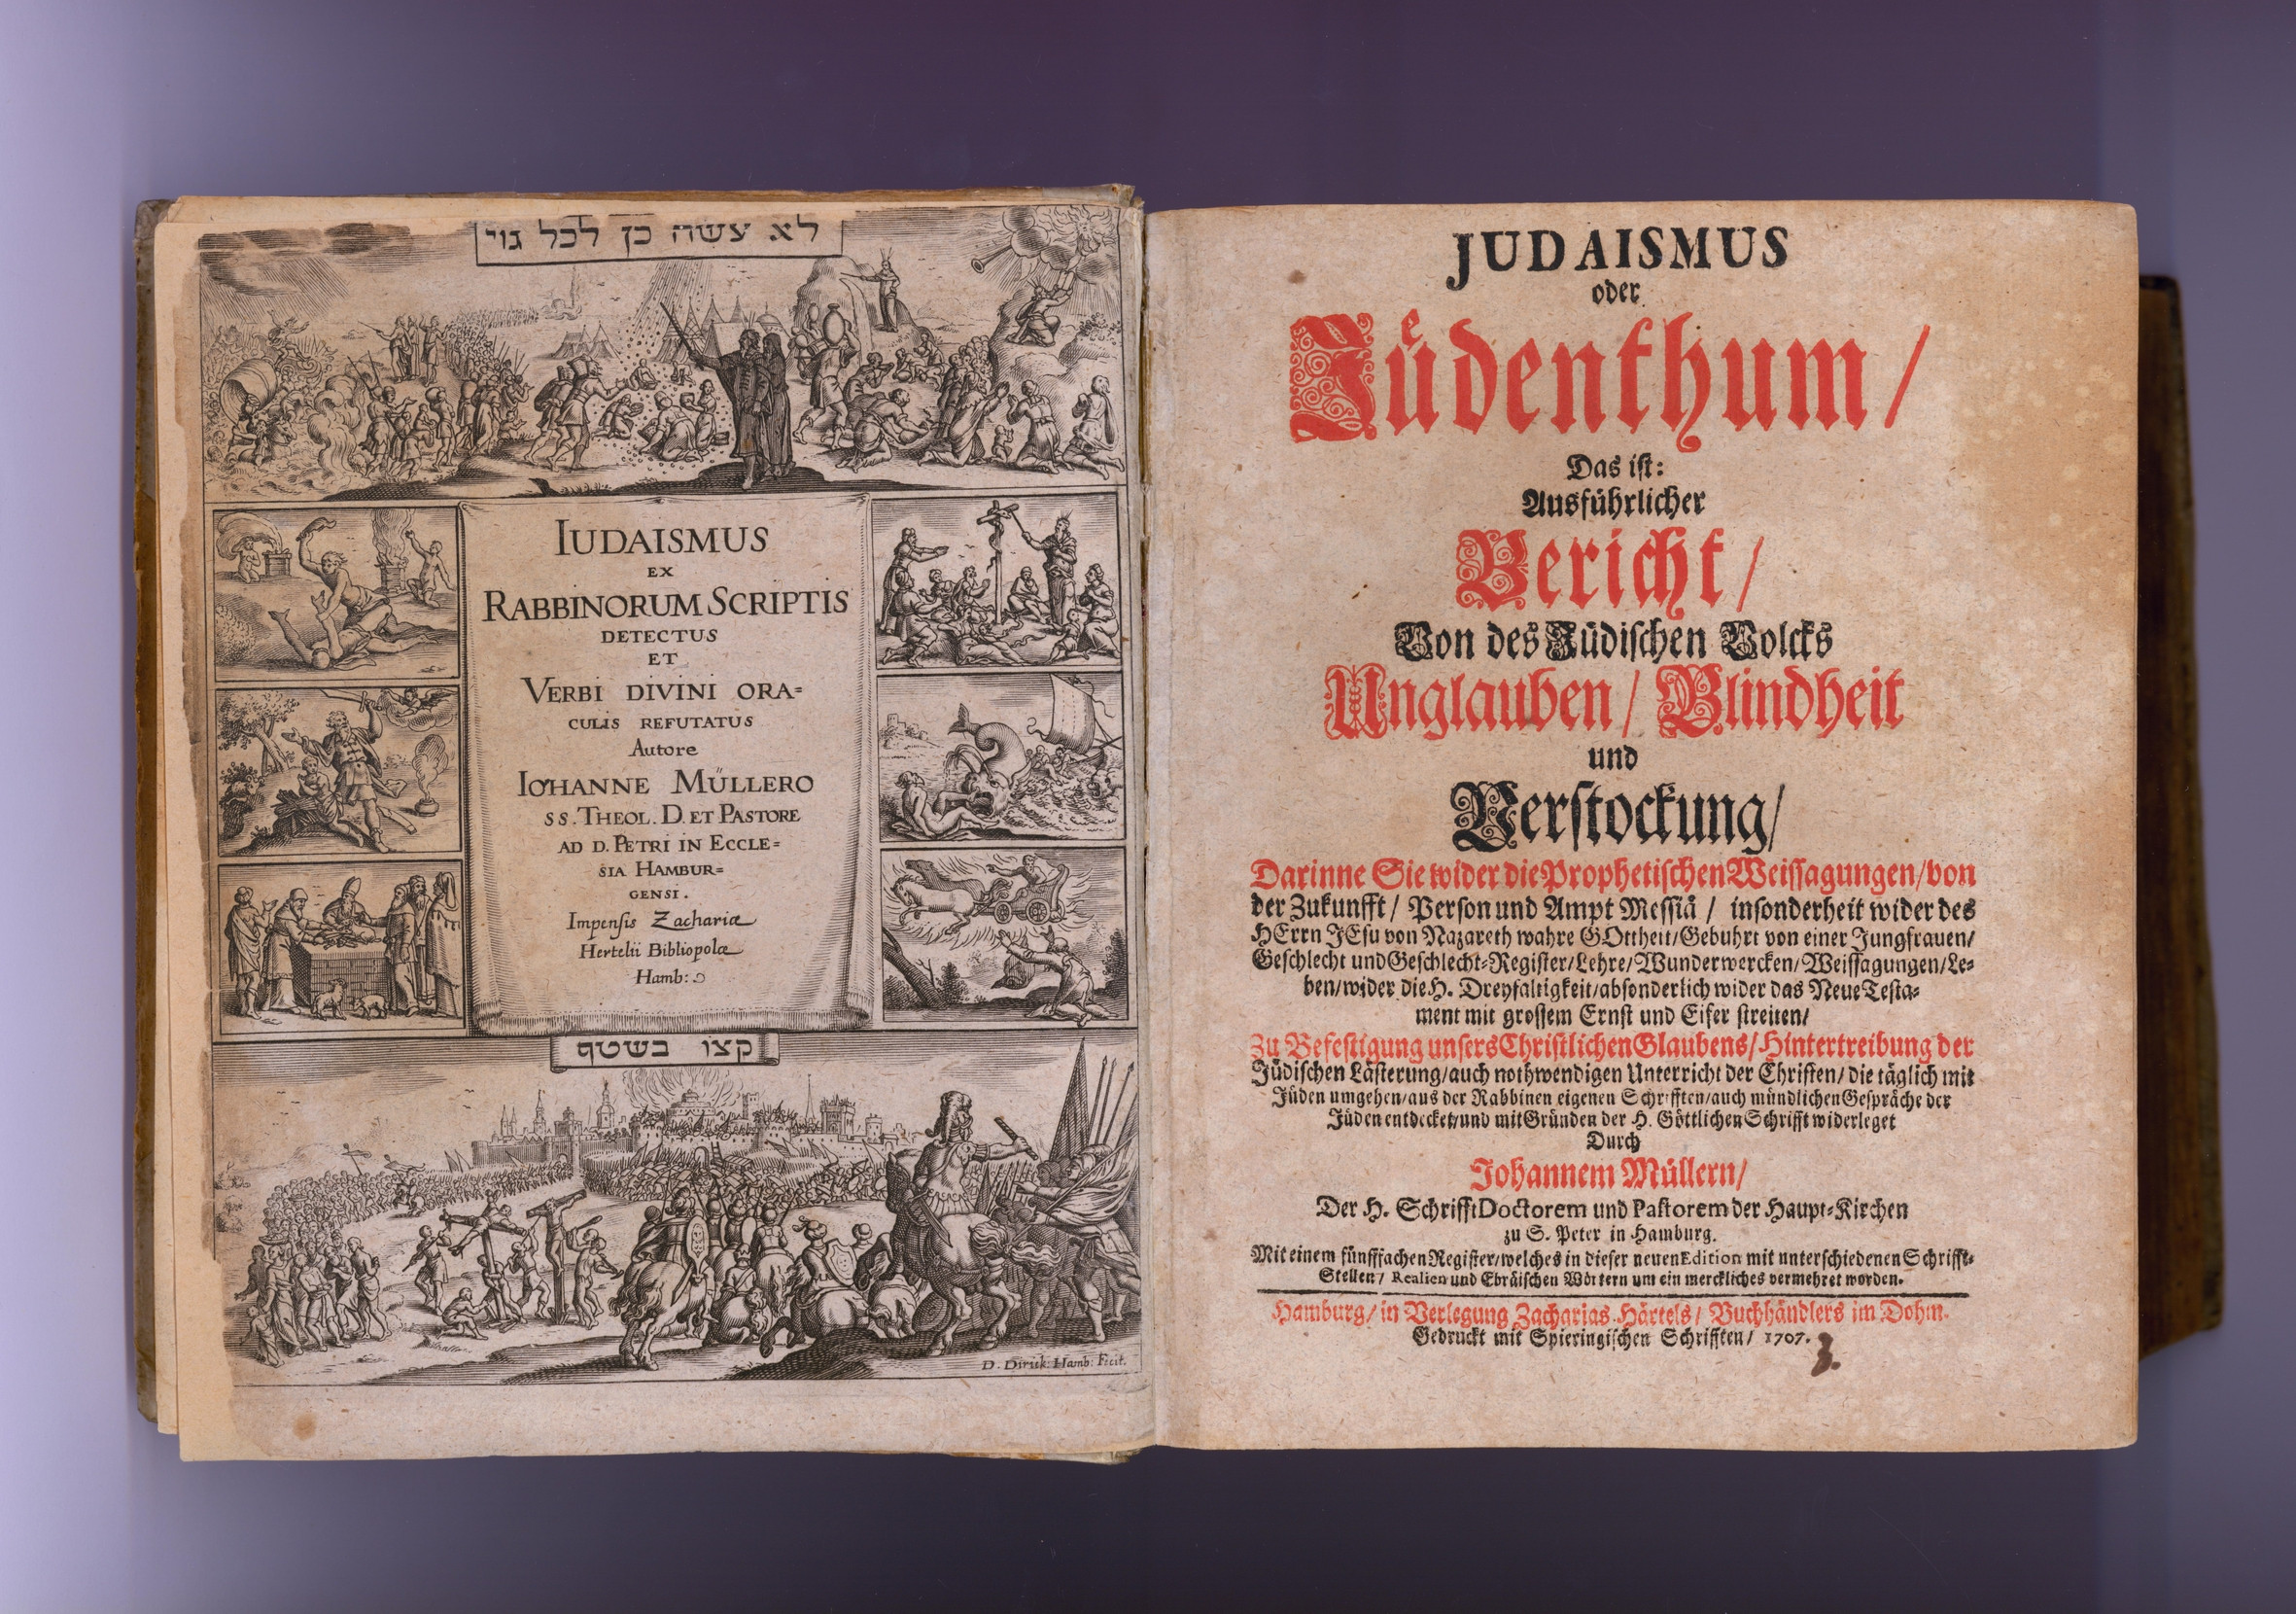 לא עשה כן לכל גוי
IUDAISMUS
EX
RABBINORUM SCRIPTIS
DETECTUS
ET
VERBI DIVINI ORA=
CULIS REFUTATUS
Autore
IOHANNE MÜLLERO
SS. THEOL. D. ET PASTORE
AD D. PETRI IN ECCLE=
SIA HAMBUR=
GENSI.
Impensis Zachariæ
Hertelii Bibliopolæ
Hamb:
קצו בשטף
D. Dirick: Hamb: Fecit.
JUDAISMUS
oder
Jüdenthum/
Das ist:
Ausführlicher
Bericht/
Von des Jüdischen Volcks
Unglauben/ Blindheit
und
Verstockung/
Darinne Sie wider die Prophetischen Weissagungen/von
der Zukunfft/ Person und Ampt Messiä/ insonderheit wider des
HErrn JEsu von Nazareth wahre GOttheit/Gebuhrt von einer Jungfrauen/
Geschlecht und Geschlecht=Register/Lehre/Wunderwercken/Weissagungen/Le=
ben/wider die H. Dreyfaltigkeit/absonderlich wider das Neue Testa=
ment mit grossem Ernst und Eifer streiten/
Zu Befestigung unsers Christlichen Glaubens/ Hintertreibung der
Jüdischen Lästerung/auch nothwendigen Unterricht der Christen/ die täglich mit
Jüden umgehen/aus der Rabbinen eigenen Schrifften/auch mündlichen Gespräche der
Jüden entdecket/und mit Gründen der H. Göttlichen Schrifft widerleget
Durch
Johannem Müllern/
Der H. Schrifft Doctorem und Pastorem der Haupt=Kirchen
zu S. Peter in Hamburg.
Mit einem fünfffachen Register/welches in dieser neuen Edition mit unterschiedenen Schrifft=
Stellen/ Realien und Ebräischen Wörtern um ein merckliches vermehret worden.
Hamburg/ in Verlegung Zacharias Härtels/ Buchhändlers im Dohm.
Gedruckt mit Spieringischen Schrifften/ 1707.
3.